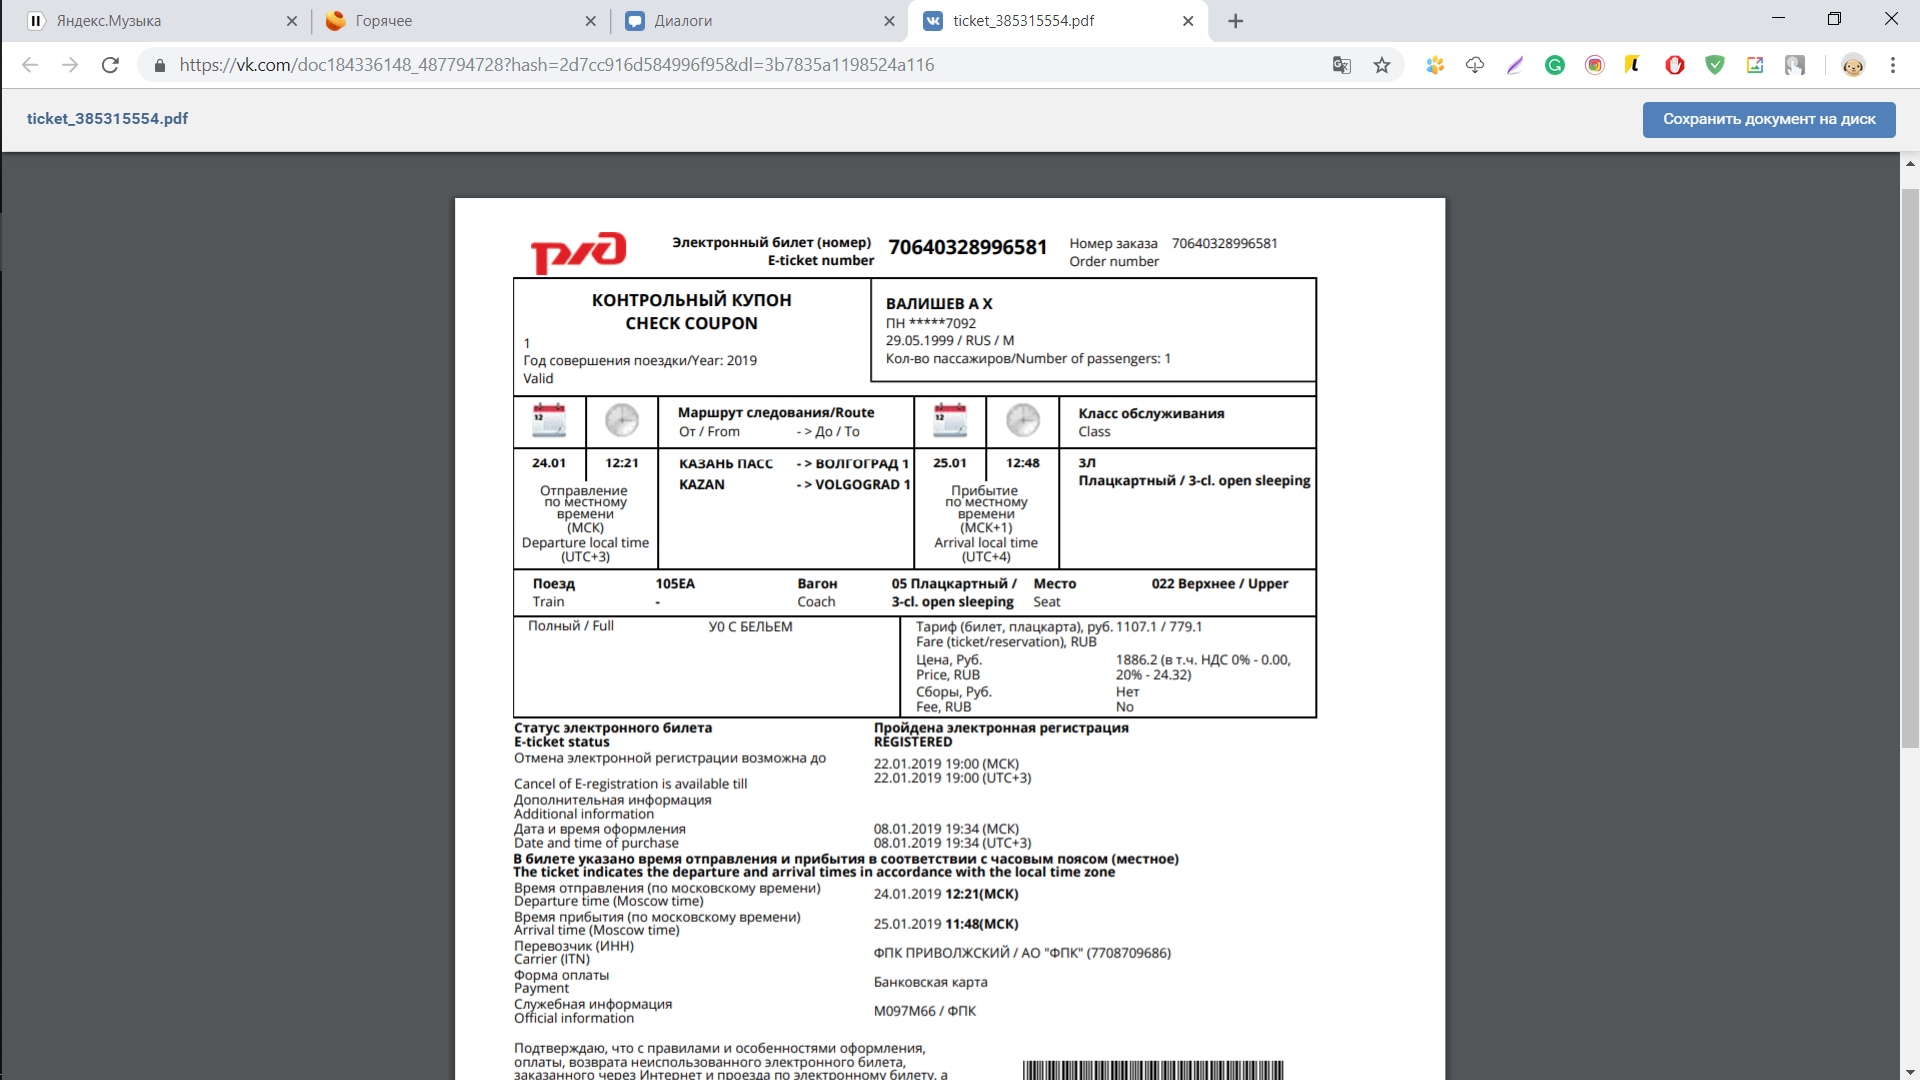 Яндекс.Музыка
Горячее
Диалоги
ticket_385315554.pdf
https://vk.com/doc184336148_487794728?hash=2d7cc916d584996f95&dl=3b7835a1198524a116
ticket_385315554.pdf
Сохранить документ на диск
ржд
Электронный билет (номер) 70640328996581 Номер заказа 70640328996581
E-ticket number Order number
КОНТРОЛЬНЫЙ КУПОН
CHECK COUPON
1
Год совершения поездки/Year: 2019
Valid
ВАЛИШЕВ А Х
ПН *****7092
29.05.1999 / RUS / M
Кол-во пассажиров/Number of passengers: 1
12
Маршрут следования/Route
От / From - > До / To
12
Класс обслуживания
Class
24.01 12:21 КАЗАНЬ ПАСС - > ВОЛГОГРАД 1 25.01 12:48 3Л
KAZAN - > VOLGOGRAD 1 Плацкартный / 3-cl. open sleeping
Отправление
по местному
времени
(МСК)
Departure local time
(UTC+3)
Прибытие
по местному
времени
(МСК+1)
Arrival local time
(UTC+4)
Поезд 105ЕА Вагон 05 Плацкартный / Место 022 Верхнее / Upper
Train - Coach 3-cl. open sleeping Seat
Полный / Full У0 С БЕЛЬЕМ
Тариф (билет, плацкарта), руб. 1107.1 / 779.1
Fare (ticket/reservation), RUB
Цена, Руб. 1886.2 (в т.ч. НДС 0% - 0.00,
Price, RUB 20% - 24.32)
Сборы, Руб. Нет
Fee, RUB No
Статус электронного билета Пройдена электронная регистрация
E-ticket status REGISTERED
Отмена электронной регистрации возможна до 22.01.2019 19:00 (МСК)
Cancel of E-registration is available till 22.01.2019 19:00 (UTC+3)
Дополнительная информация
Additional information
Дата и время оформления 08.01.2019 19:34 (МСК)
Date and time of purchase 08.01.2019 19:34 (UTC+3)
В билете указано время отправления и прибытия в соответствии с часовым поясом (местное)
The ticket indicates the departure and arrival times in accordance with the local time zone
Время отправления (по московскому времени) 24.01.2019 12:21(МСК)
Departure time (Moscow time)
Время прибытия (по московскому времени) 25.01.2019 11:48(МСК)
Arrival time (Moscow time)
Перевозчик (ИНН) ФПК ПРИВОЛЖСКИЙ / АО "ФПК" (7708709686)
Carrier (ITN)
Форма оплаты Банковская карта
Payment
Служебная информация М097М66 / ФПК
Official information
Подтверждаю, что с правилами и особенностями оформления,
оплаты, возврата неиспользованного электронного билета,
заказанного через Интернет и проезда по электронному билету, а